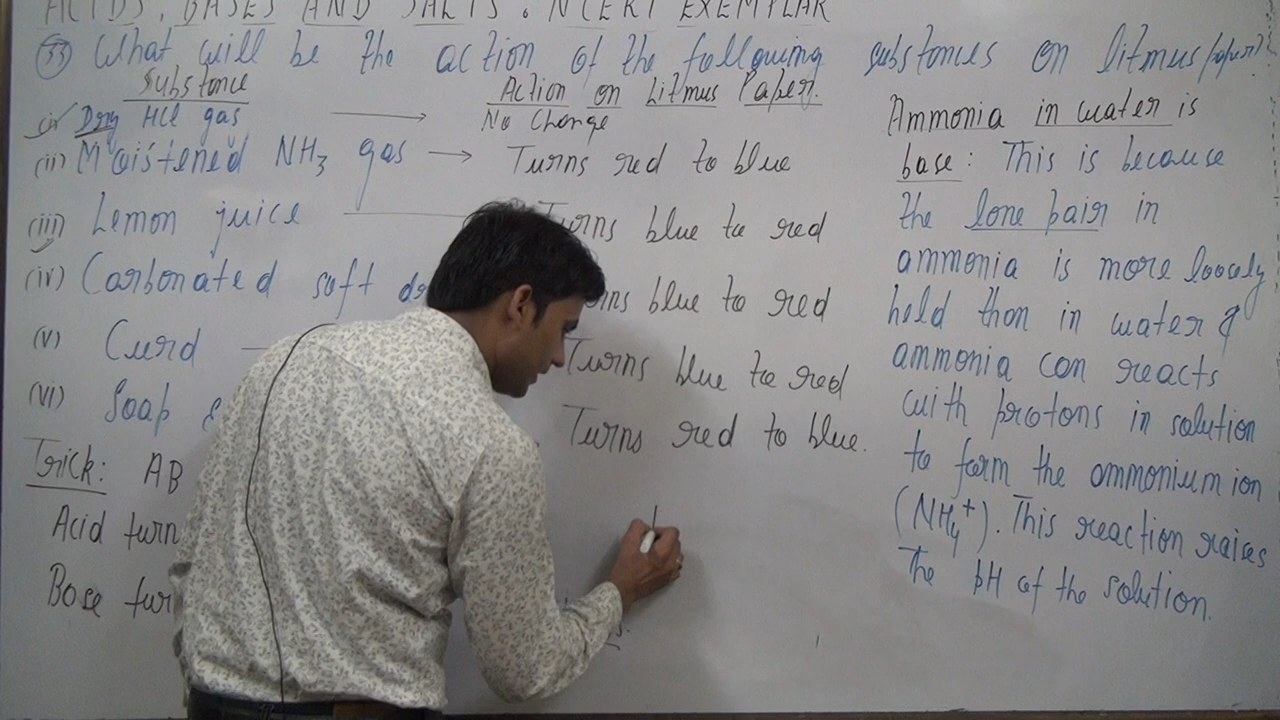 ACIDS, BASES AND SALTS. NCERT EXEMPLAR
(33) What will be the action of the following substances on litmus paper?
Substance Action on Litmus Paper.
(i) Dry HCl gas → No Change
(ii) Moistened NH3 gas → Turns red to blue
(iii) Lemon juice Turns blue to red
(iv) Carbonated soft blue to red
(v) Curd Turns blue to red
(vi) Soap Turns red to blue.
Trick: AB
Acid turn
Base tur
Ammonia in water is
base: This is because
the lone pair in
ammonia is more loosely
held than in water &
ammonia can reacts
with protons in solution
to form the ammonium ion
(NH4+). This reaction raises
the pH of the solution.